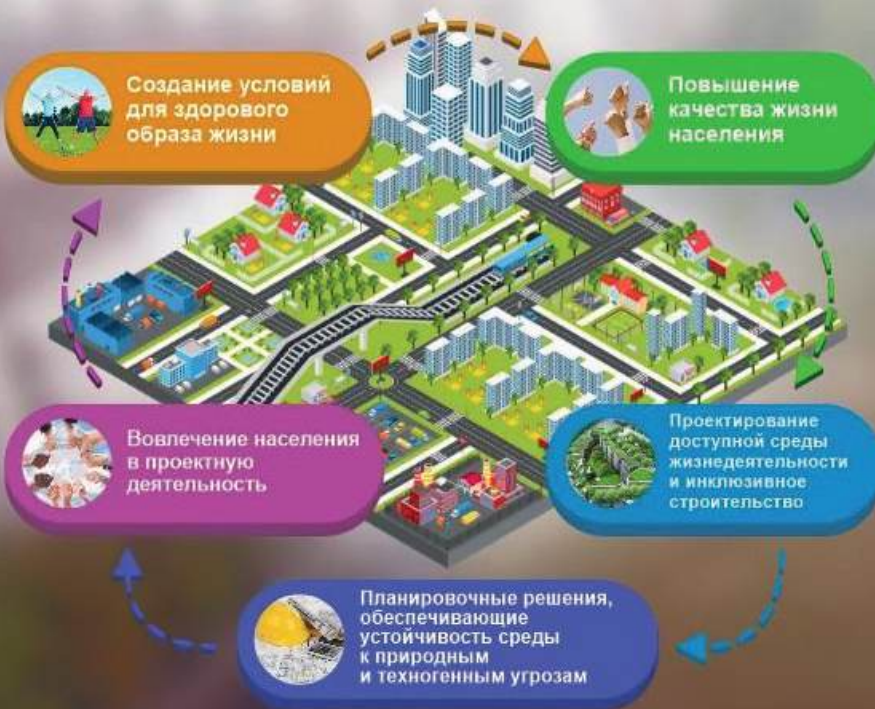 Создание условий
для здорового
образа жизни
Повышение
качества жизни
населения
Проектирование
доступной среды
жизнедеятельности
и инклюзивное
строительство
Планировочные решения,
обеспечивающие
устойчивость среды
к природным
и техногенным угрозам
Вовлечение населения
в проектную
деятельность